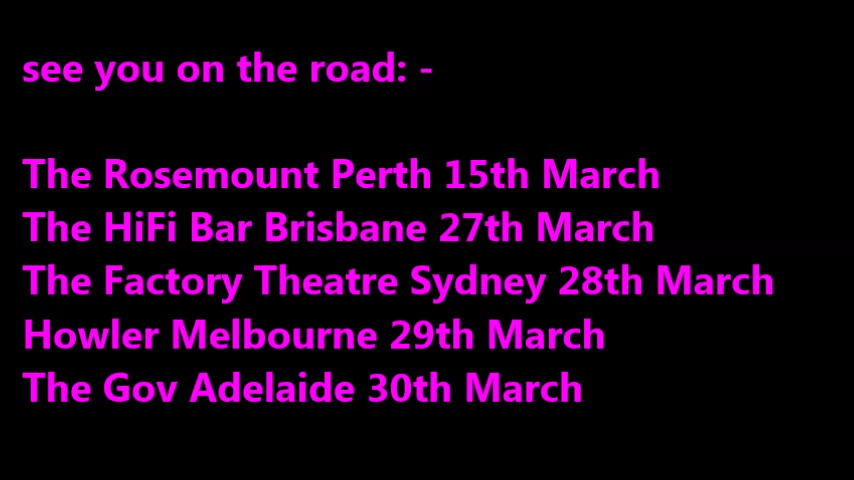 see you on the road: -
The Rosemount Perth 15th March
The HiFi Bar Brisbane 27th March
The Factory Theatre Sydney 28th March
Howler Melbourne 29th March
The Gov Adelaide 30th March